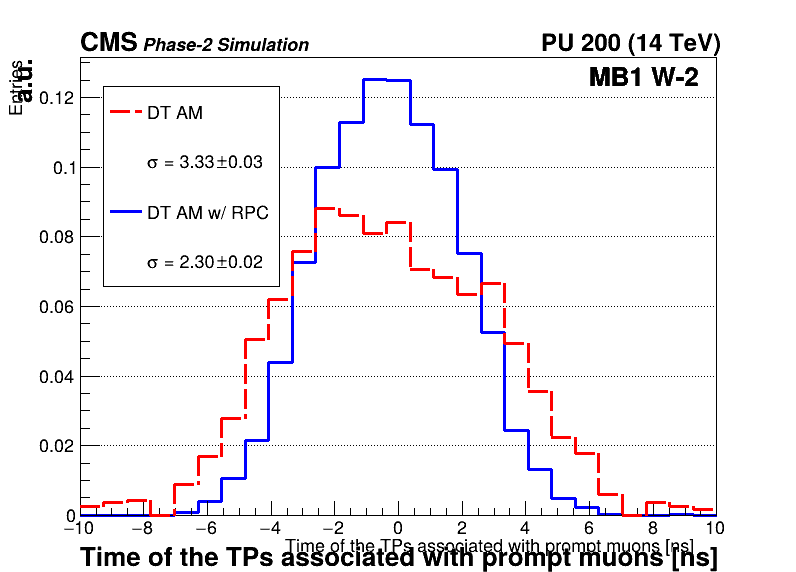 CMS Phase-2 Simulation PU 200 (14 TeV)
MB1 W-2
Entries
a.u.
DT AM
σ = 3.33±0.03
DT AM w/ RPC
σ = 2.30±0.02
0.12
0.1
0.08
0.06
0.04
0.02
0
−10 −8 −6 −4 −2 0 2 4 6 8 10
Time of the TPs associated with prompt muons [ns]
Time of the TPs associated with prompt muons [ns]